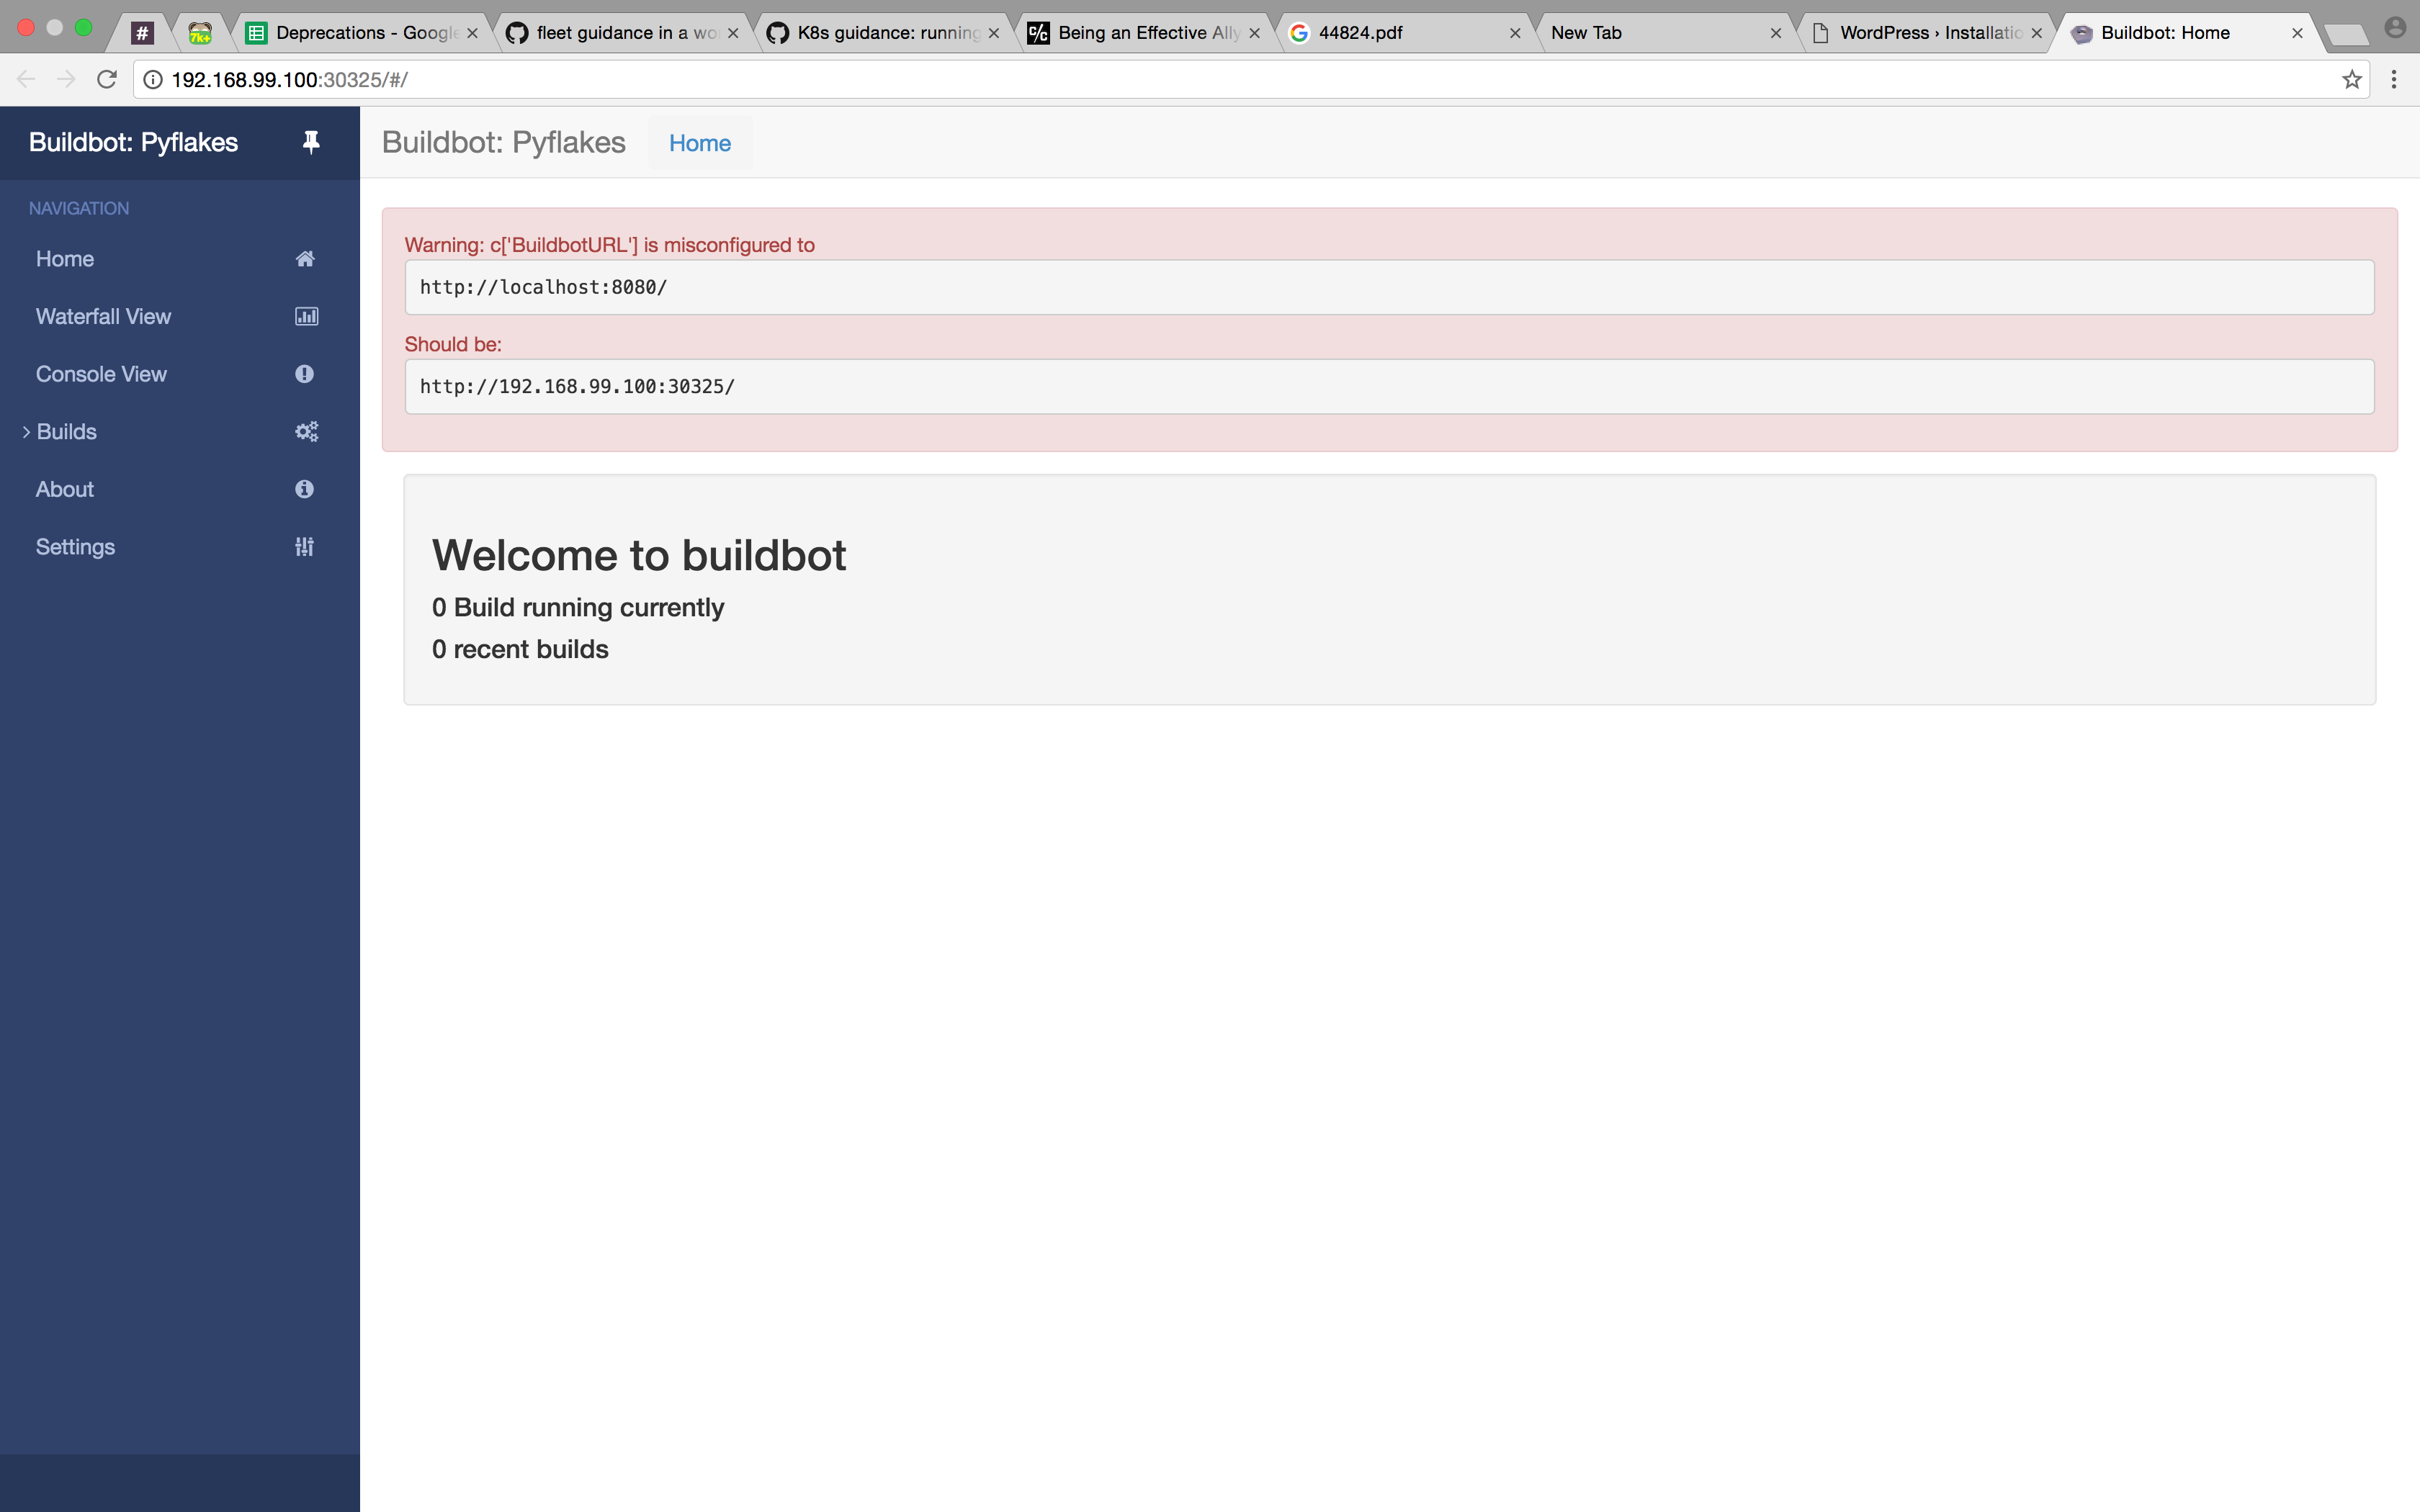 #
7k+
Deprecations - Google
fleet guidance in a wo
K8s guidance: running
C/C
Being an Effective Ally
44824.pdf
New Tab
WordPress › Installatio
Buildbot: Home
192.168.99.100:30325/#/
Buildbot: Pyflakes
Buildbot: Pyflakes
Home
NAVIGATION
Home
Waterfall View
Console View
Builds
About
Settings
Warning: c['BuildbotURL'] is misconfigured to
http://localhost:8080/
Should be:
http://192.168.99.100:30325/
Welcome to buildbot
0 Build running currently
0 recent builds